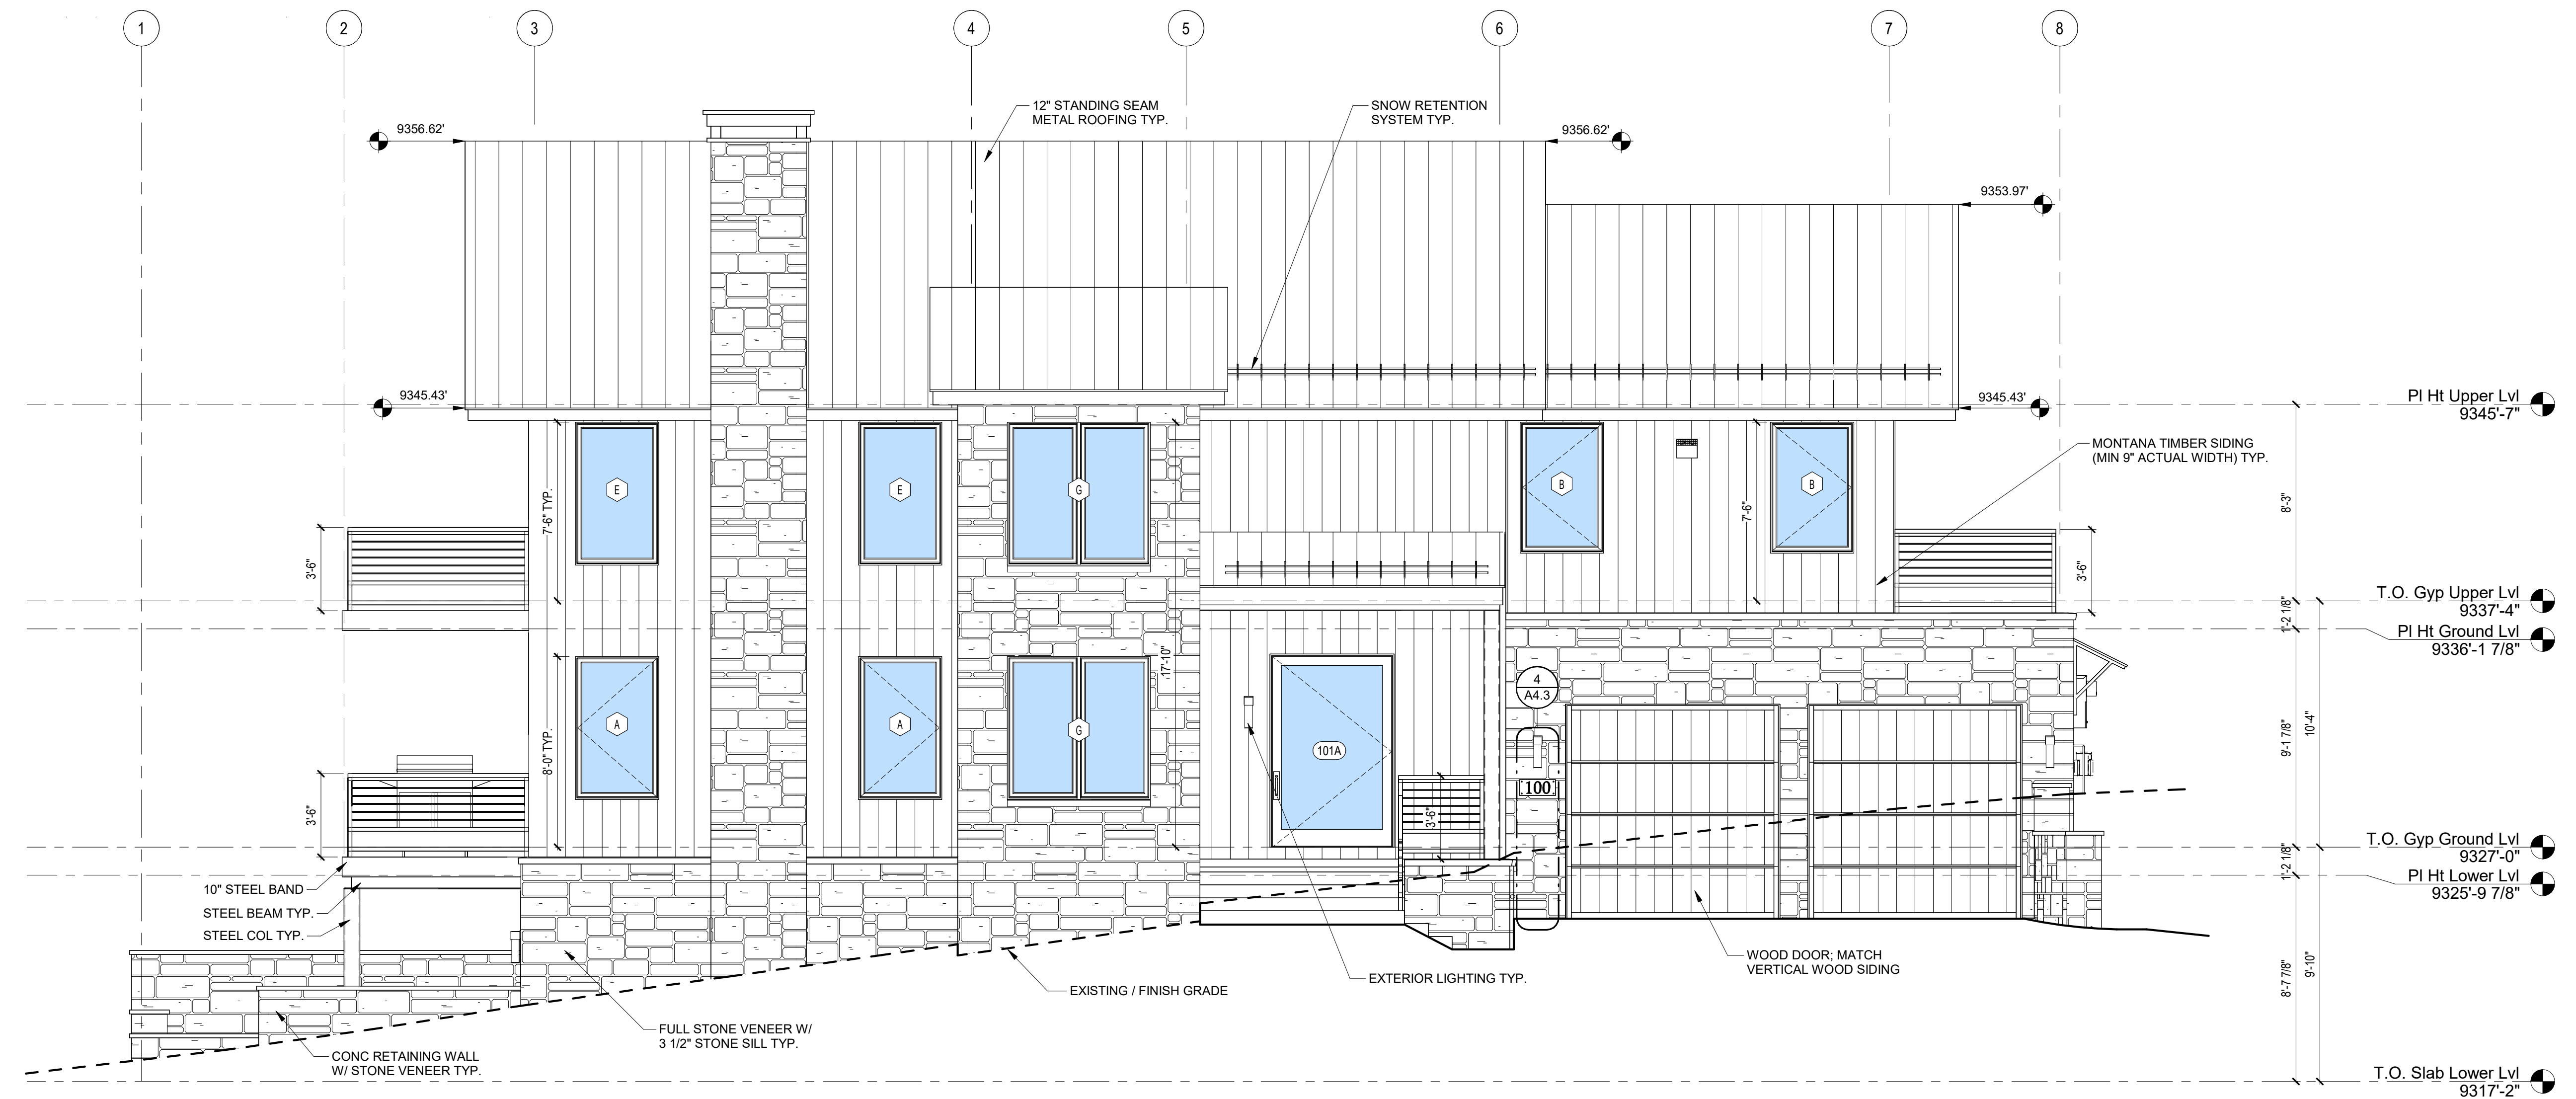 1
2
3
4
5
6
7
8
12" STANDING SEAM
METAL ROOFING TYP.
SNOW RETENTION
SYSTEM TYP.
9356.62'
9356.62'
9353.97'
9345.43'
9345.43'
Pl Ht Upper Lvl
9345'-7"
MONTANA TIMBER SIDING
(MIN 9" ACTUAL WIDTH) TYP.
E
E
G
B
B
7'-6" TYP.
7'-6"
8'-3"
3'-6"
3'-6"
T.O. Gyp Upper Lvl
9337'-4"
1'-2 1/8"
Pl Ht Ground Lvl
9336'-1 7/8"
17'-10"
4
A4.3
A
A
G
101A
8'-0" TYP.
9'-1 7/8"
10'-4"
100
3'-6"
3'-6"
T.O. Gyp Ground Lvl
9327'-0"
1'-2 1/8"
Pl Ht Lower Lvl
9325'-9 7/8"
10" STEEL BAND
STEEL BEAM TYP.
STEEL COL TYP.
WOOD DOOR; MATCH
VERTICAL WOOD SIDING
EXTERIOR LIGHTING TYP.
EXISTING / FINISH GRADE
8'-7 7/8"
9'-10"
FULL STONE VENEER W/
3 1/2" STONE SILL TYP.
CONC RETAINING WALL
W/ STONE VENEER TYP.
T.O. Slab Lower Lvl
9317'-2"